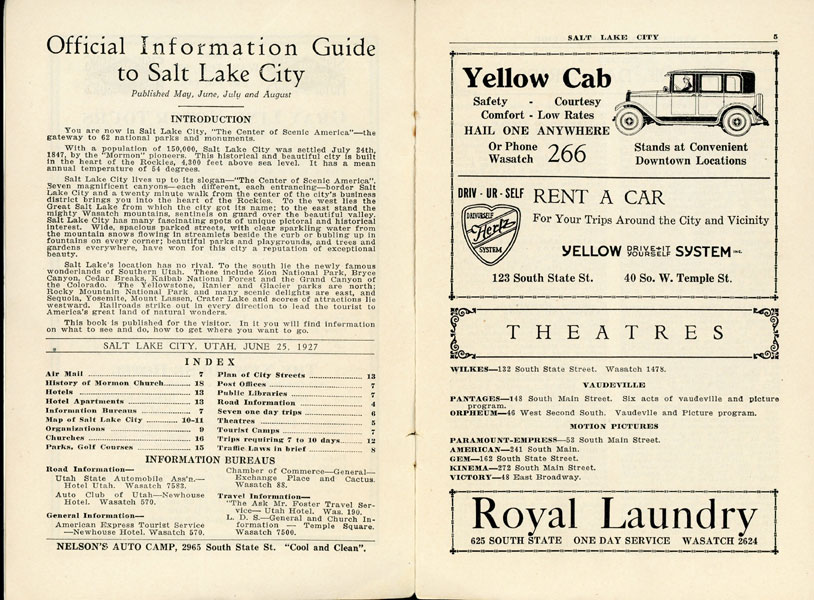 Official Information Guide
to Salt Lake City
Published May, June, July and August
INTRODUCTION
You are now in Salt Lake City, "The Center of Scenic America"—the
gateway to 62 national parks and monuments.
With a population of 150,000, Salt Lake City was settled July 24th,
1847, by the "Mormon" pioneers. This historical and beautiful city is built
in the heart of the Rockies, 4,300 feet above sea level. It has a mean
annual temperature of 54 degrees.
Salt Lake City lives up to its slogan—"The Center of Scenic America".
Seven magnificent canyons—each different, each entrancing—border Salt
Lake City and a twenty minute walk from the center of the city's business
district brings you into the heart of the Rockies. To the west lies the
Great Salt Lake from which the city got its name; to the east stand the
mighty Wasatch mountains, sentinels on guard over the beautiful valley.
Salt Lake City has many fascinating spots of unique pictorial and historical
interest. Wide, spacious parked streets, with clear sparkling water from
the mountain snows flowing in streamlets beside the curb or bubling up in
fountains on every corner; beautiful parks and playgrounds, and trees and
gardens everywhere, have won for this city a reputation of exceptional
beauty.
Salt Lake's location has no rival. To the south lie the newly famous
wonderlands of Southern Utah. These include Zion National Park, Bryce
Canyon, Cedar Breaks, Kaibab National Forest and the Grand Canyon of
the Colorado. The Yellowstone, Ranier and Glacier parks are north;
Rocky Mountain National Park and many scenic delights are east, and
Sequoia, Yosemite, Mount Lassen, Crater Lake and scores of attractions lie
westward. Railroads strike out in every direction to lead the tourist to
America's great land of natural wonders.
This book is published for the visitor. In it you will find information
on what to see and do, how to get where you want to go.
SALT LAKE CITY, UTAH, JUNE 25, 1927
INDEX
Air Mail 7
History of Mormon Church 18
Hotels 13
Hotel Apartments 13
Information Bureaus 7
Map of Salt Lake City 10-11
Organizations 9
Churches 16
Parks, Golf Courses 15
Plan of City Streets 13
Post Offices 7
Public Libraries 7
Road Information 4
Seven one day trips 6
Theatres 5
Tourist Camps 7
Trips requiring 7 to 10 days 12
Traffic Laws in brief 8
INFORMATION BUREAUS
Road Information—
Utah State Automobile Ass'n.—
Hotel Utah. Wasatch 7583.
Auto Club of Utah—Newhouse
Hotel. Wasatch 570.
General Information—
American Express Tourist Service
—Newhouse Hotel. Wasatch 570.
Chamber of Commerce—General—
Exchange Place and Cactus.
Wasatch 88.
Travel Information—
"The Ask Mr. Foster Travel Ser-
vice— Utah Hotel. Was. 190.
L. D. S.—General and Church In-
formation — Temple Square.
Wasatch 7500.
NELSON'S AUTO CAMP, 2965 South State St. "Cool and Clean".
SALT LAKE CITY 5
Yellow Cab
Safety - Courtesy
Comfort - Low Rates
HAIL ONE ANYWHERE
Or Phone
Wasatch 266
Stands at Convenient
Downtown Locations
DRIV-UR-SELF
DRIVURSELF
Hertz
SYSTEM
RENT A CAR
For Your Trips Around the City and Vicinity
YELLOW DRIVE-IT YOURSELF SYSTEM INC.
123 South State St. 40 So. W. Temple St.
THEATRES
WILKES—132 South State Street. Wasatch 1478.
VAUDEVILLE
PANTAGES—148 South Main Street. Six acts of vaudeville and picture
program.
ORPHEUM—46 West Second South. Vaudevile and Picture program.
MOTION PICTURES
PARAMOUNT-EMPRESS—53 South Main Street.
AMERICAN—241 South Main.
GEM—162 South State Street.
KINEMA—272 South Main Street.
VICTORY—48 East Broadway.
Royal Laundry
625 SOUTH STATE ONE DAY SERVICE WASATCH 2624